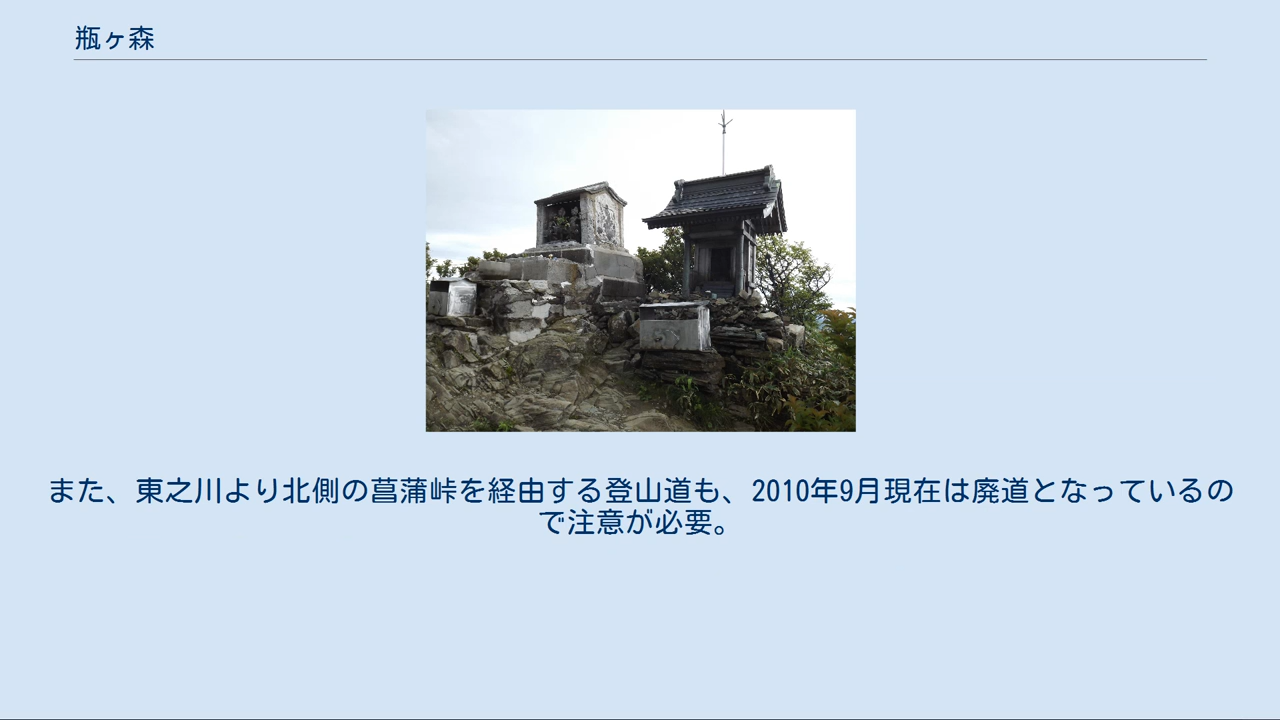 瓶ヶ森
また、東之川より北側の菖蒲峠を経由する登山道も、2010年9月現在は廃道となっているの
で注意が必要。